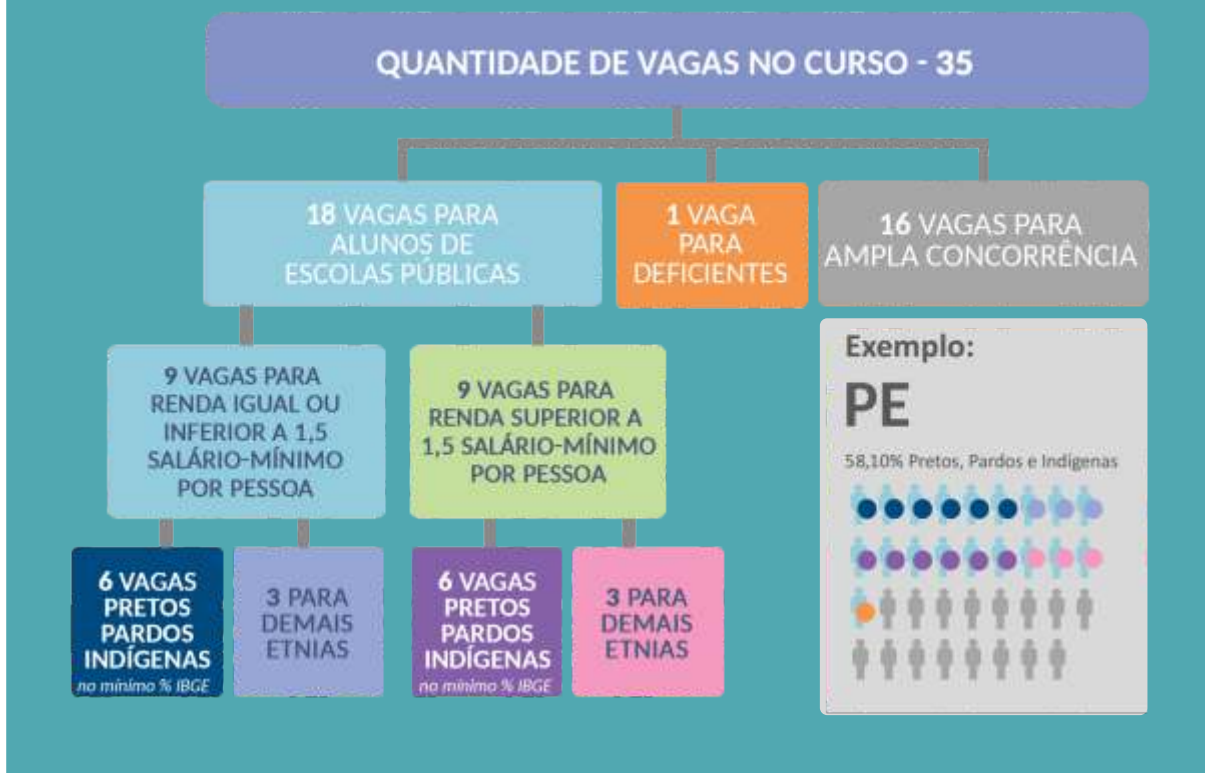 QUANTIDADE DE VAGAS NO CURSO - 35
18 VAGAS PARA
ALUNOS DE
ESCOLAS PÚBLICAS
1 VAGA
PARA
DEFICIENTES
16 VAGAS PARA
AMPLA CONCORRÊNCIA
9 VAGAS PARA
RENDA IGUAL OU
INFERIOR A 1,5
SALÁRIO-MÍNIMO
POR PESSOA
9 VAGAS PARA
RENDA SUPERIOR A
1,5 SALÁRIO-MÍNIMO
POR PESSOA
6 VAGAS
PRETOS
PARDOS
INDÍGENAS
no mínimo % IBGE
3 PARA
DEMAIS
ETNIAS
6 VAGAS
PRETOS
PARDOS
INDÍGENAS
no mínimo % IBGE
3 PARA
DEMAIS
ETNIAS
Exemplo:
PE
58,10% Pretos, Pardos e Indígenas